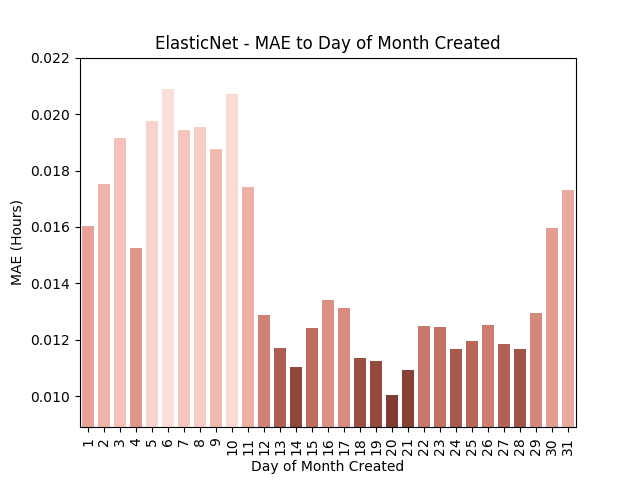 ElasticNet - MAE to Day of Month Created
MAE (Hours)
0.022
0.020
0.018
0.016
0.014
0.012
0.010
1 2 3 4 5 6 7 8 9 10 11 12 13 14 15 16 17 18 19 20 21 22 23 24 25 26 27 28 29 30 31
Day of Month Created